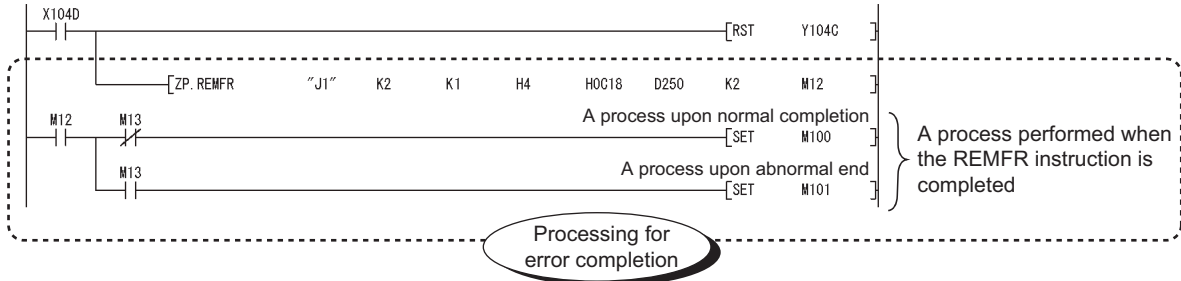 X104D
[RST Y104C ]
[ZP.REMFR "J1" K2 K1 H4 H0C18 D250 K2 M12 ]
M12 M13 A process upon normal completion
[SET M100 ]
M13 A process upon abnormal end
[SET M101 ]
A process performed when
the REMFR instruction is
completed
Processing for
error completion